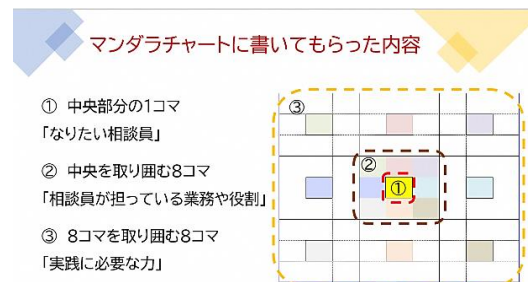 マンダラチャートに書いてもらった内容
① 中央部分の1コマ
「なりたい相談員」
② 中央を取り囲む8コマ
「相談員が担っている業務や役割」
③ 8コマを取り囲む8コマ
「実践に必要な力」
③
②
①